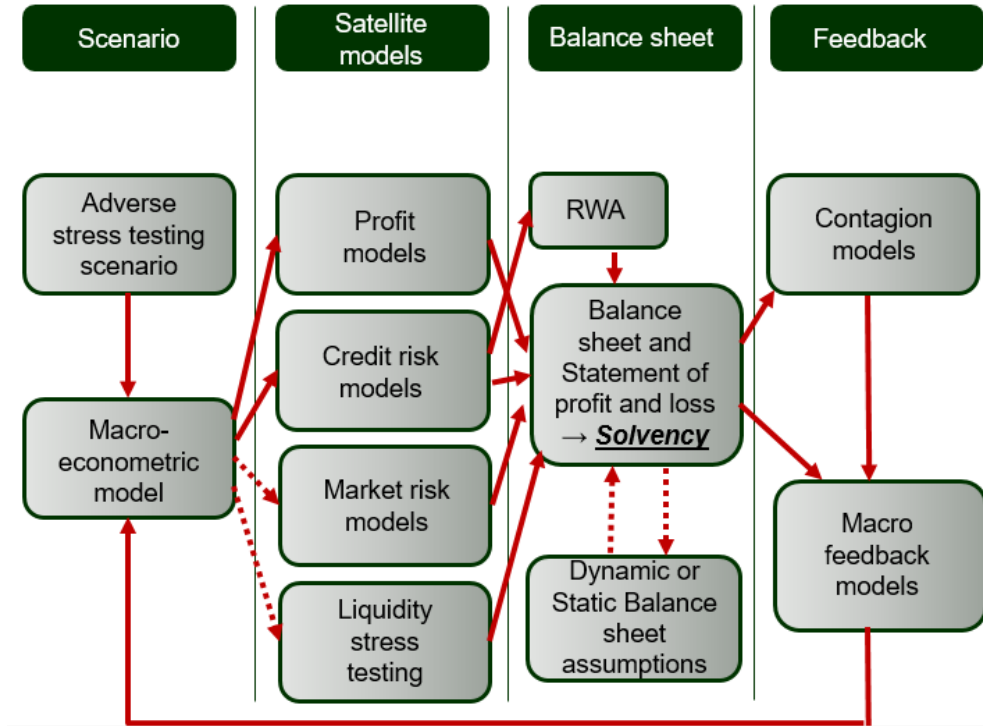 Scenario
Satellite
models
Balance sheet
Feedback
Adverse
stress testing
scenario
Macro-
econometric
model
Profit
models
Credit risk
models
Market risk
models
Liquidity
stress
testing
RWA
Balance
sheet and
Statement of
profit and loss
→ Solvency
Dynamic or
Static Balance
sheet
assumptions
Contagion
models
Macro
feedback
models